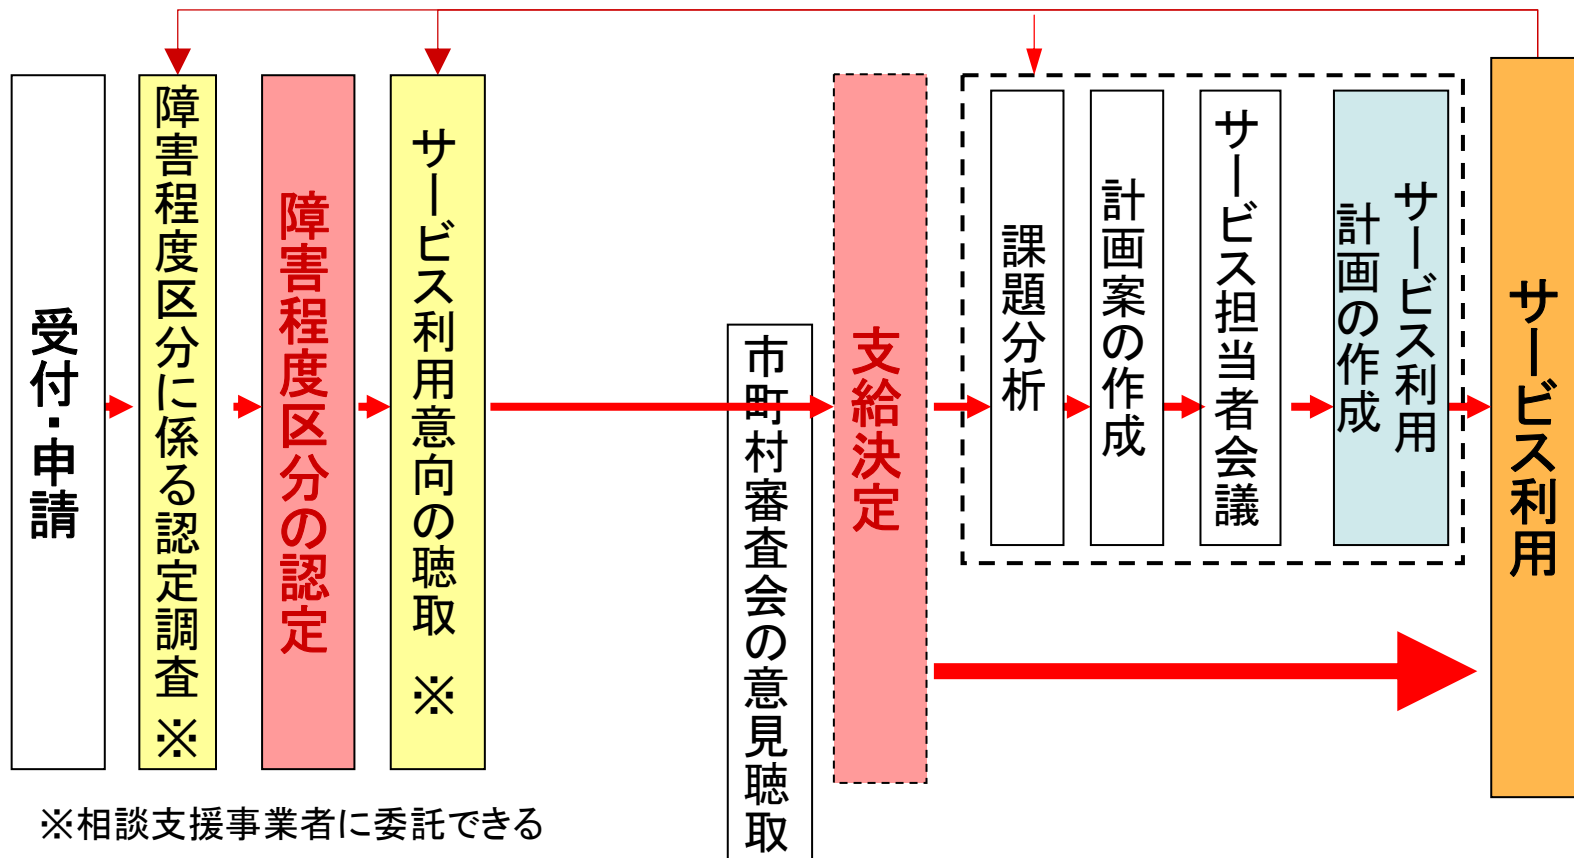 受付・申請
障害程度区分に係る認定調査※
障害程度区分の認定
サービス利用意向の聴取 ※
市町村審査会の意見聴取
支給決定
課題分析
計画案の作成
サービス担当者会議
サービス利用
計画の作成
サービス利用
※相談支援事業者に委託できる